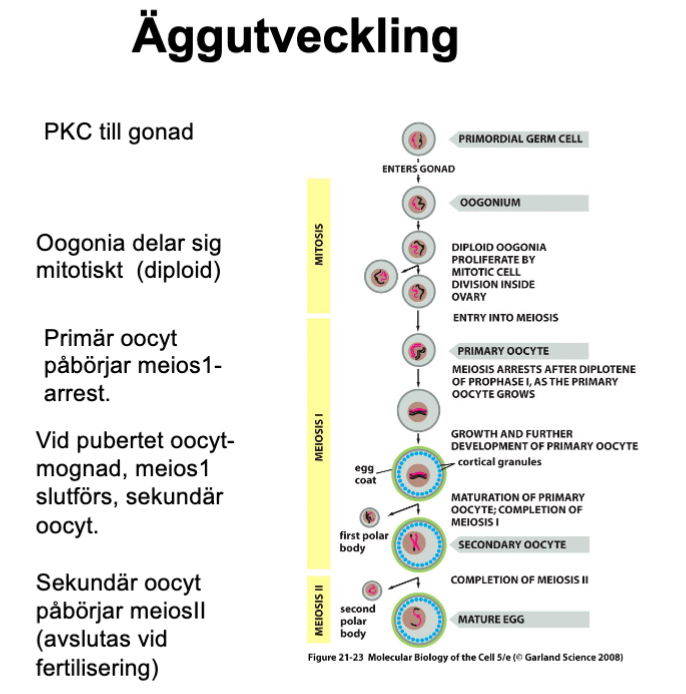 Äggutveckling
PKC till gonad
PRIMORDIAL GERM CELL
ENTERS GONAD
OOGONIUM
MITOSIS
Oogonia delar sig
mitotiskt (diploid)
DIPLOID OOGONIA
PROLIFERATE BY
MITOTIC CELL
DIVISION INSIDE
OVARY
ENTRY INTO MEIOSIS
Primär oocyt
påbörjar meios1-
arrest.
PRIMARY OOCYTE
MEIOSIS ARRESTS AFTER DIPLOTENE
OF PROPHASE I, AS THE PRIMARY
OOCYTE GROWS
MEIOSIS I
Vid pubertet oocyt-
mognad, meios1
slutförs, sekundär
oocyt.
GROWTH AND FURTHER
DEVELOPMENT OF PRIMARY OOCYTE
egg
coat
cortical granules
MATURATION OF PRIMARY
OOCYTE; COMPLETION OF
MEIOSIS I
first polar
body
SECONDARY OOCYTE
Sekundär oocyt
påbörjar meiosII
(avslutas vid
fertilisering)
MEIOSIS II
COMPLETION OF MEIOSIS II
second
polar
body
MATURE EGG
Figure 21-23 Molecular Biology of the Cell 5/e (© Garland Science 2008)